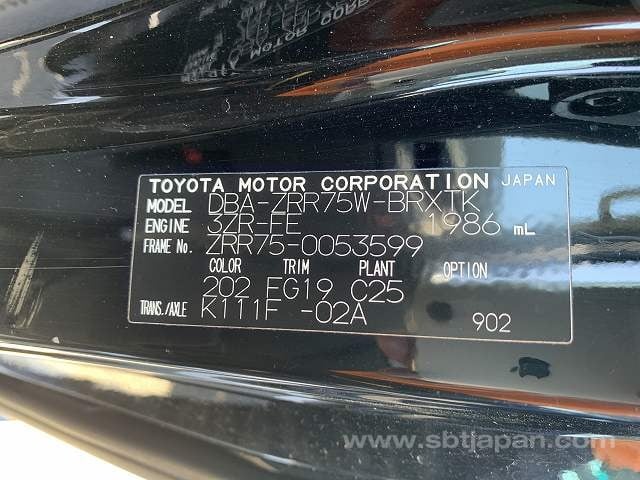 TOYOTA MOTOR CORPORATION JAPAN
MODEL DBA-ZRR75W-BRXTK
ENGINE 3ZR-FE 1986 mL
FRAME No. ZRR75-0053599
COLOR TRIM PLANT OPTION
202 FG19 C25
TRANS./AXLE K111F -02A
902
www.sbtjapan.com